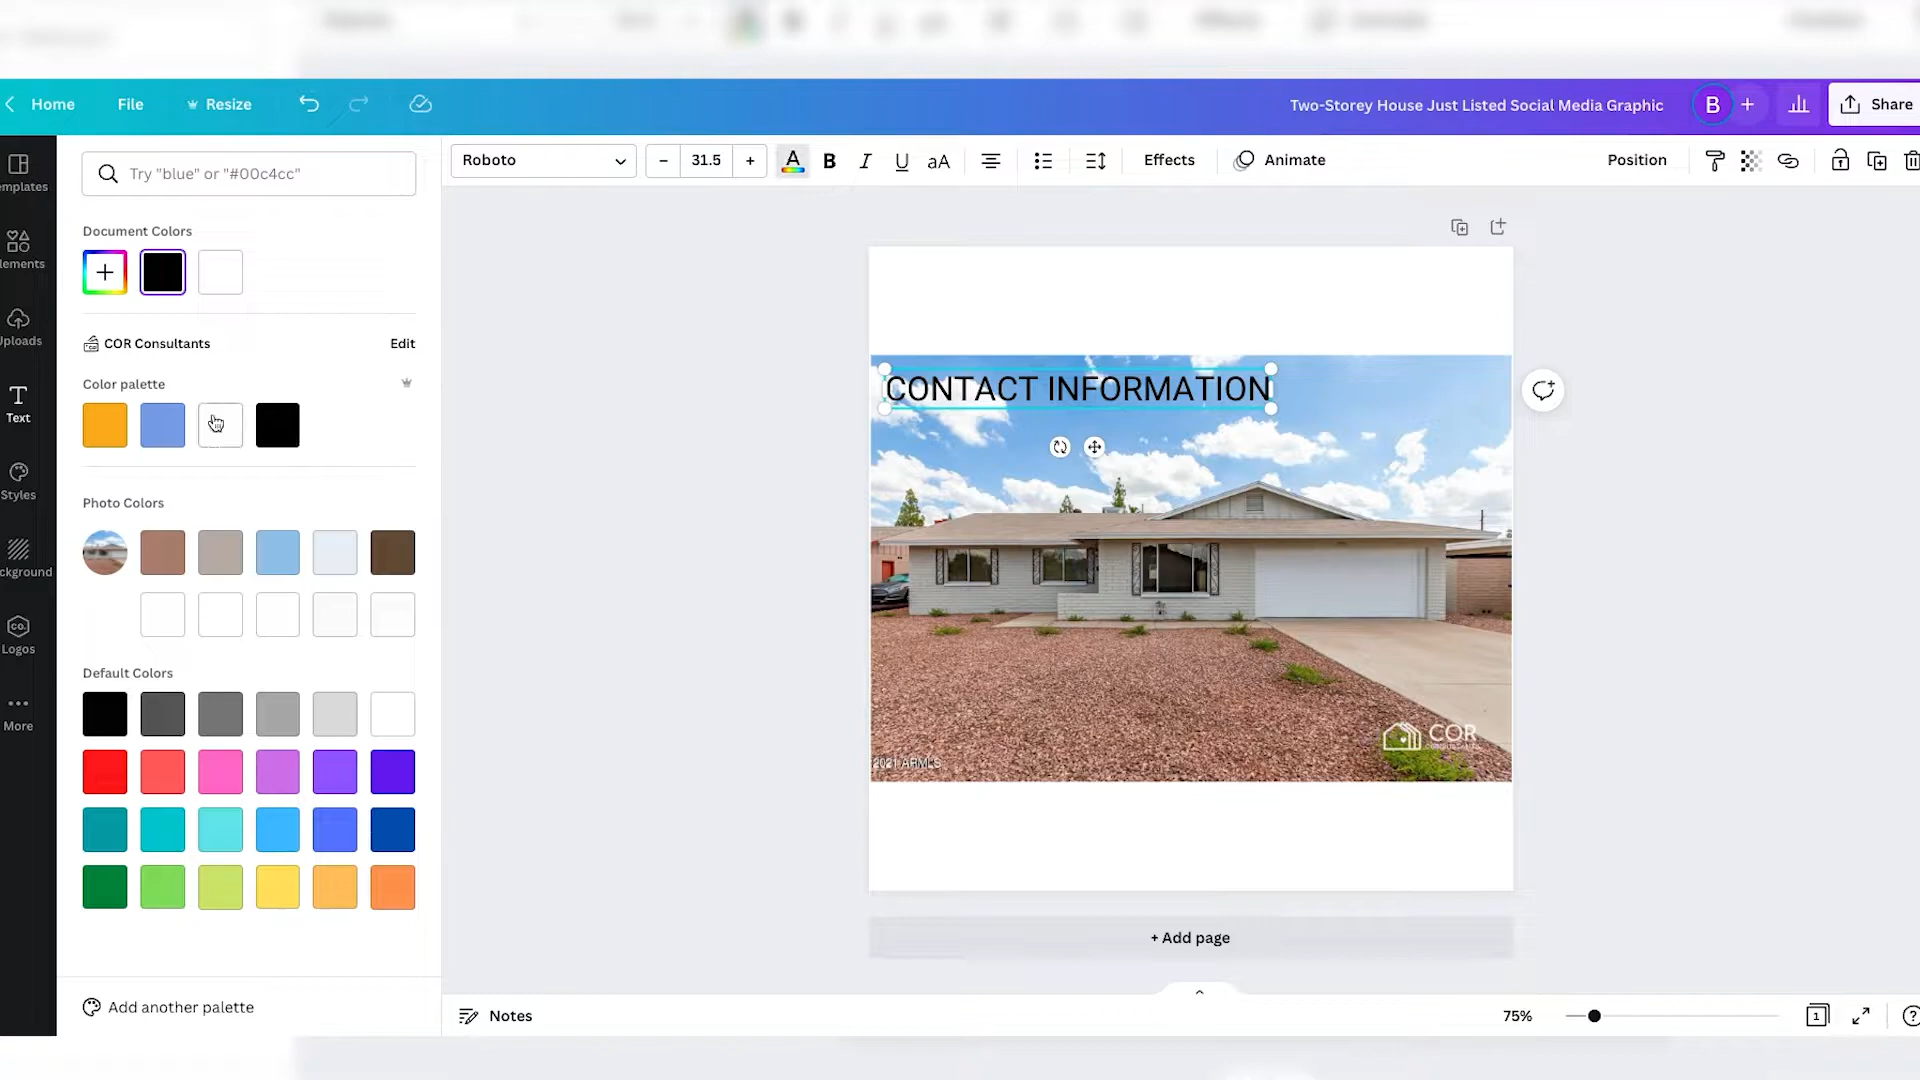 Home
File
Resize
Two-Storey House Just Listed Social Media Graphic
B
Share
Try "blue" or "#00c4cc"
Roboto
31.5
A
B
I
U
aA
Effects
Animate
Position
emplates
lements
Uploads
T
Text
Styles
ckground
co.
Logos
More
Document Colors
COR Consultants
Edit
Color palette
Photo Colors
Default Colors
Add another palette
CONTACT INFORMATION
COR
2021 ARMLS
+ Add page
Notes
75%
1